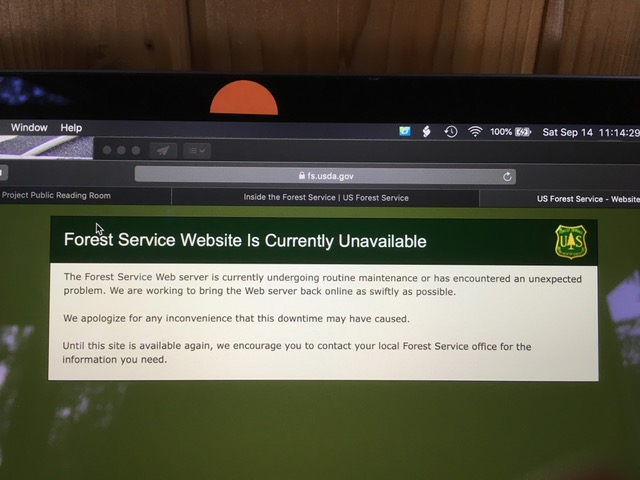 Window Help
100% Sat Sep 14 11:14:29
fs.usda.gov
Project Public Reading Room
Inside the Forest Service | US Forest Service
US Forest Service - Website
Forest Service Website Is Currently Unavailable
U S
The Forest Service Web server is currently undergoing routine maintenance or has encountered an unexpected
problem. We are working to bring the Web server back online as swiftly as possible.
We apologize for any inconvenience that this downtime may have caused.
Until this site is available again, we encourage you to contact your local Forest Service office for the
information you need.